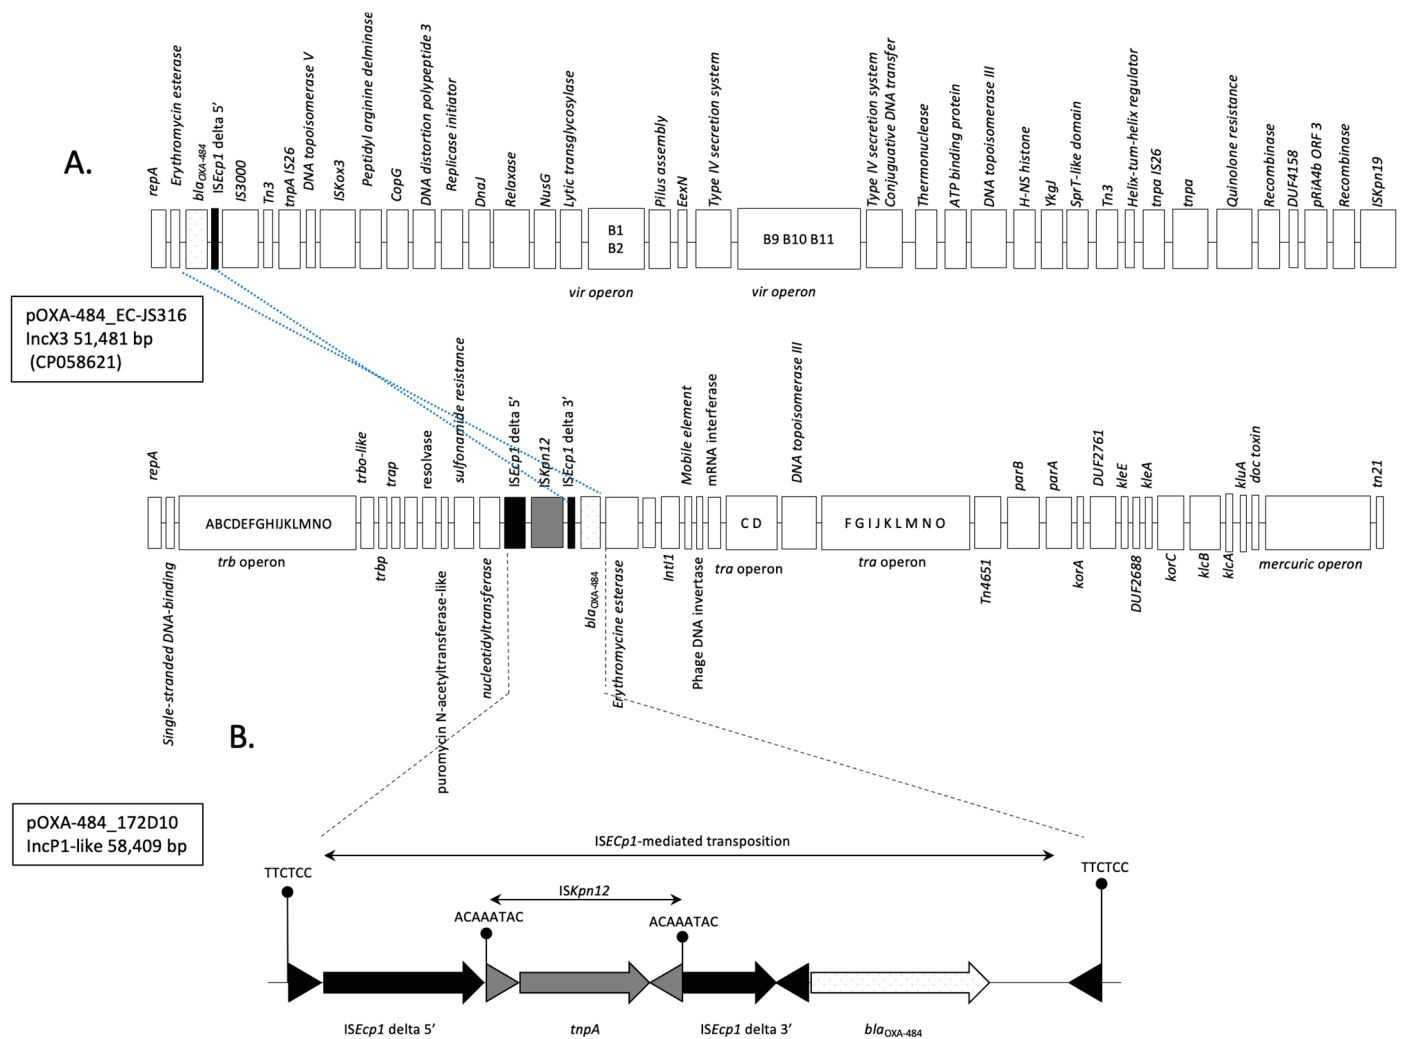 A.
repA
Erythromycin esterase
blaOXA-484
ISEcp1 delta 5’
IS3000
Tn3
tnpA IS26
DNA topoisomerase V
ISKox3
Peptidyl arginine delminase
CopG
DNA distortion polypeptide 3
Replicase initiator
DnaJ
Relaxase
NusG
Lytic transglycosylase
B1
B2
Pilus assembly
EexN
Type IV secretion system
B9 B10 B11
Type IV secretion system
Conjugative DNA transfer
Thermonuclease
ATP binding protein
DNA topoisomerase III
H-NS histone
YkgJ
SprT-like domain
Tn3
Helix-turn-helix regulator
tnpa IS26
tnpa
Quinolone resistance
Recombinase
DUF4158
pRiA4b ORF 3
Recombinase
ISKpn19
vir operon
vir operon
pOXA-484_EC-JS316
IncX3 51,481 bp
(CP058621)
repA
Single-stranded DNA-binding
ABCDEFGHIJKLMNO
trb operon
trbo-like
trbp
trap
resolvase
puromycin N-acetyltransferase-like
sulfonamide resistance
nucleotidyltransferase
ISEcp1 delta 5’
ISKpn12
ISEcp1 delta 3’
blaOXA-484
Erythromycine esterase
IntI1
Mobile element
Phage DNA invertase
mRNA interferase
C D
tra operon
DNA topoisomerase III
F G I J K L M N O
tra operon
Tn4651
parB
parA
korA
DUF2761
kleE
DUF2688
kleA
korC
klcB
klcA
kluA
doc toxin
mercuric operon
tn21
B.
pOXA-484_172D10
IncP1-like 58,409 bp
ISECp1-mediated transposition
TTCTCC
TTCTCC
ISKpn12
ACAAATAC
ACAAATAC
ISEcp1 delta 5’
tnpA
ISEcp1 delta 3’
blaOXA-484